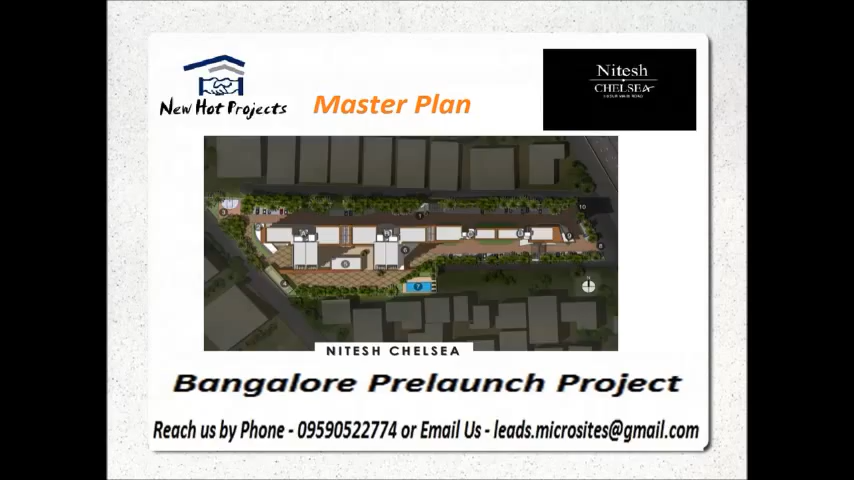 New Hot Projects
Master Plan
Nitesh
CHELSEA
10
NITESH CHELSEA
Bangalore Prelaunch Project
Reach us by Phone - 09590522774 or Email Us - leads.microsites@gmail.com